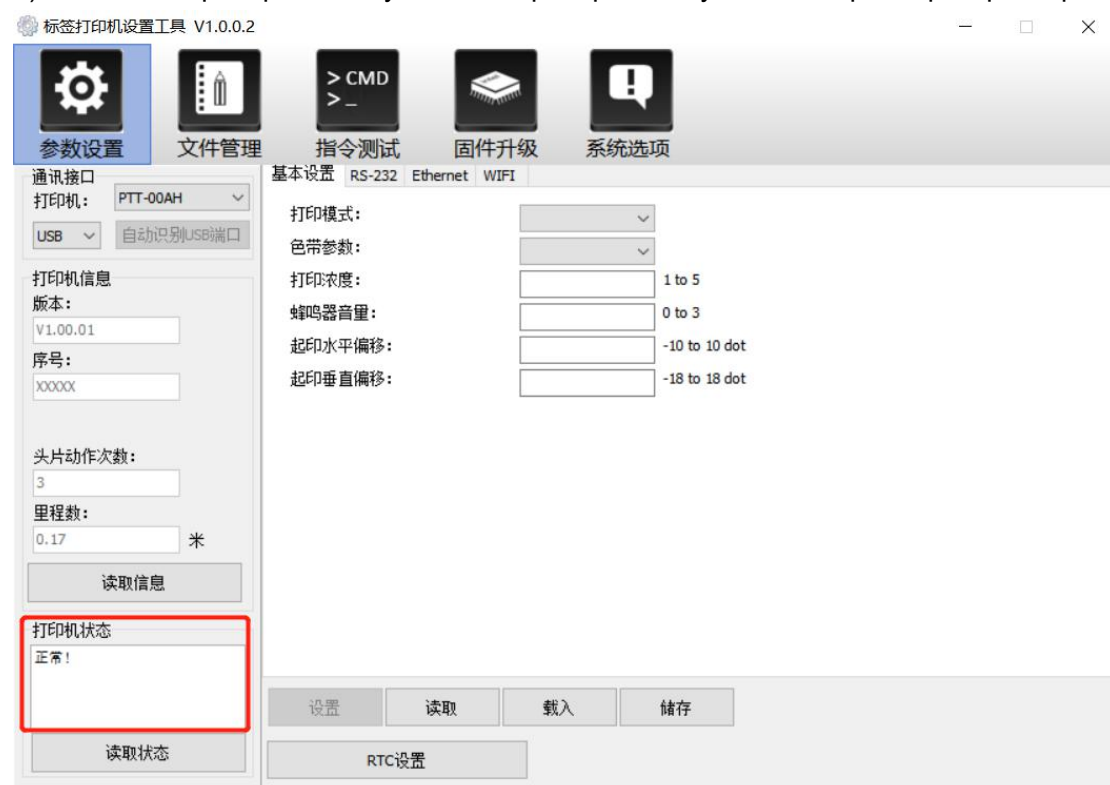 标签打印机设置工具 V1.0.0.2
> CMD
> _
参数设置
文件管理
指令测试
固件升级
系统选项
通讯接口
打印机:
PTT-00AH
USB
自动识别USB端口
打印机信息
版本:
V1.00.01
序号:
XXXXX
头片动作次数:
3
里程数:
0.17 米
读取信息
打印机状态
正常!
读取状态
基本设置 RS-232 Ethernet WIFI
打印模式:
色带参数:
打印浓度: 1 to 5
蜂鸣器音量: 0 to 3
起印水平偏移: -10 to 10 dot
起印垂直偏移: -18 to 18 dot
设置 读取 载入 储存
RTC设置